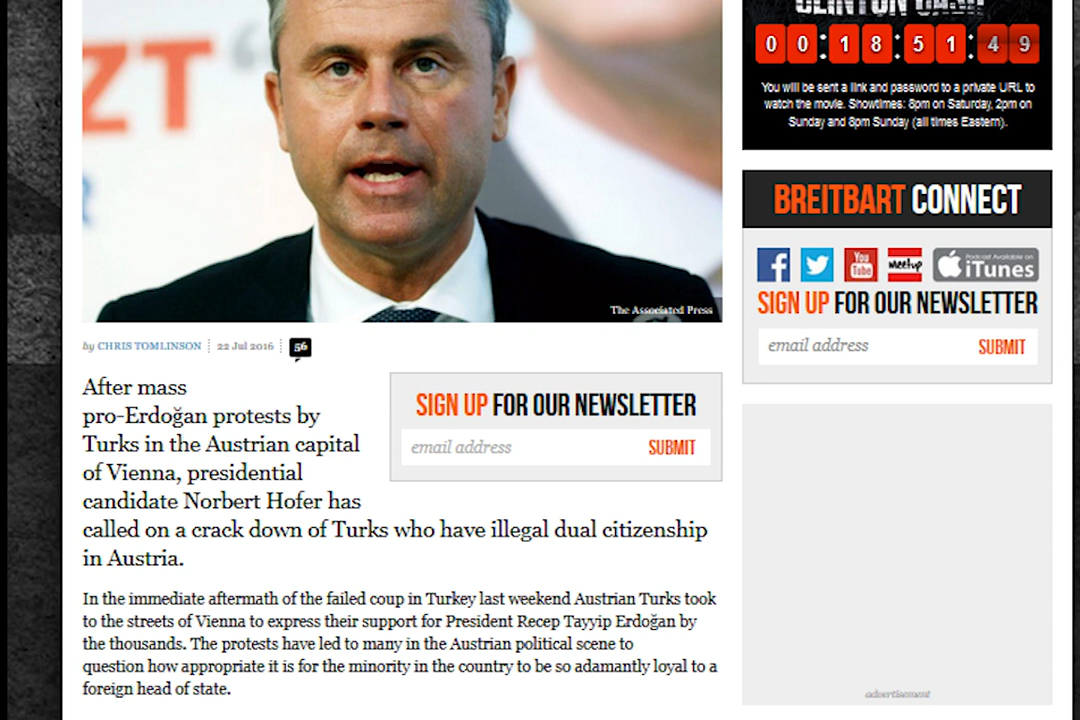 CLINTON CASH
ZT “
00:18:51:49
You will be sent a link and password to a private URL to
watch the movie. Showtimes: 8pm on Saturday, 2pm on
Sunday and 8pm Sunday (all times Eastern).
BREITBART CONNECT
f You Tube meetup Podcast Available on iTunes
SIGN UP FOR OUR NEWSLETTER
email address SUBMIT
The Associated Press
by CHRIS TOMLINSON 22 Jul 2016 56
After mass
pro-Erdoğan protests by
Turks in the Austrian capital
of Vienna, presidential
candidate Norbert Hofer has
called on a crack down of Turks who have illegal dual citizenship
in Austria.
SIGN UP FOR OUR NEWSLETTER
email address SUBMIT
In the immediate aftermath of the failed coup in Turkey last weekend Austrian Turks took
to the streets of Vienna to express their support for President Recep Tayyip Erdoğan by
the thousands. The protests have led to many in the Austrian political scene to
question how appropriate it is for the minority in the country to be so adamantly loyal to a
foreign head of state.
advertisement